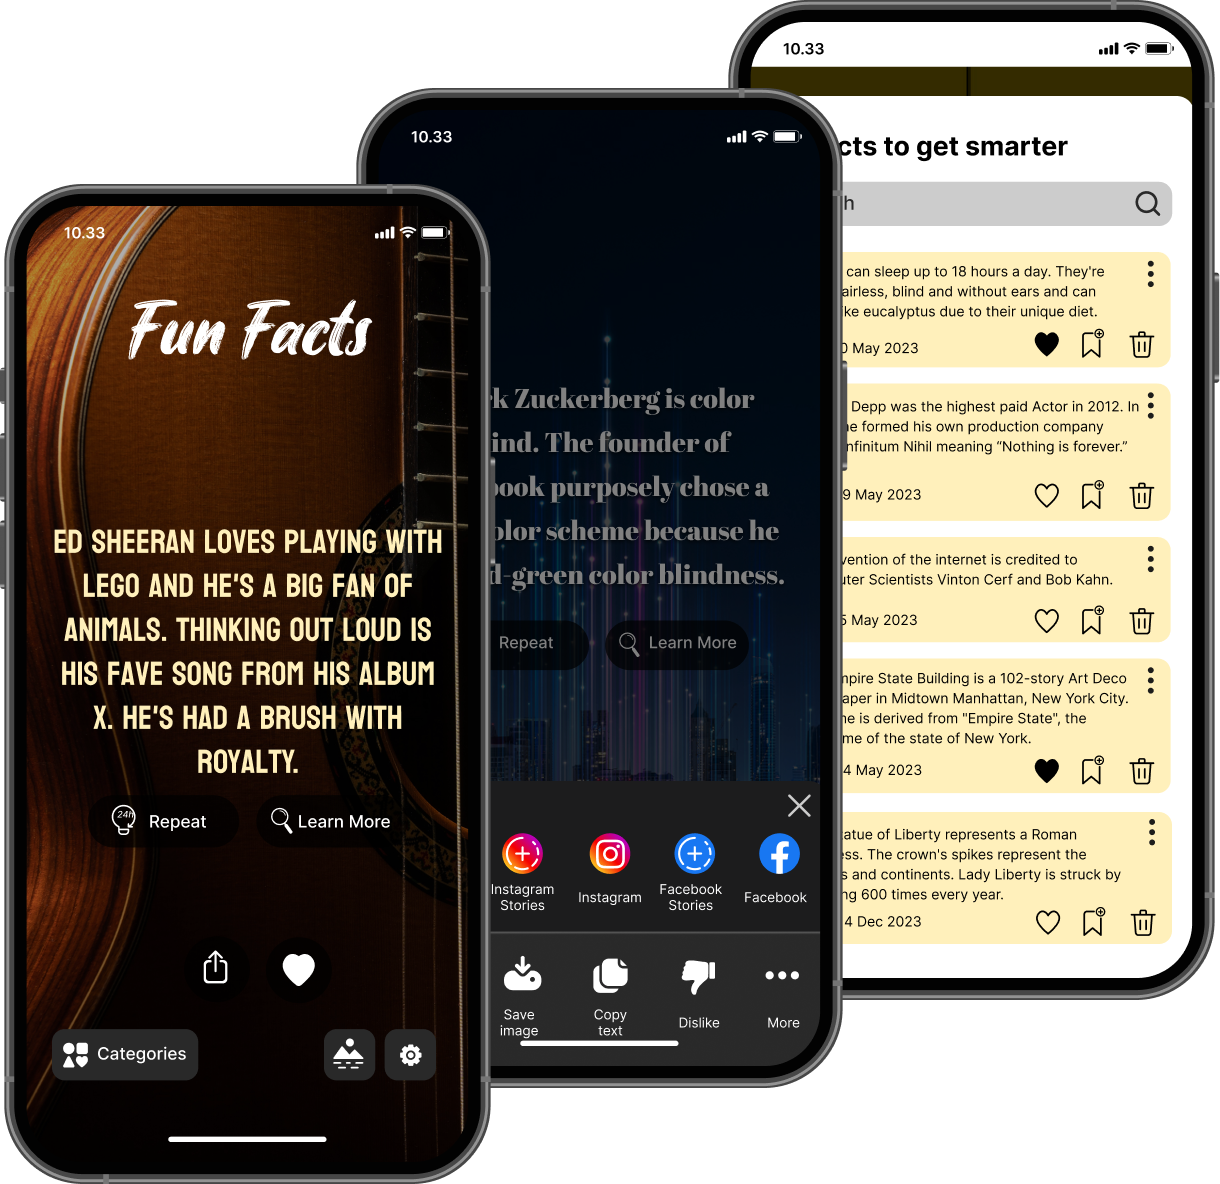 10.33
Fun Facts
ED SHEERAN LOVES PLAYING WITH
LEGO AND HE'S A BIG FAN OF
ANIMALS. THINKING OUT LOUD IS
HIS FAVE SONG FROM HIS ALBUM
X. HE'S HAD A BRUSH WITH
ROYALTY.
24h
Repeat
Learn More
Categories
10.33
rk Zuckerberg is color
ind. The founder of
book purposely chose a
olor scheme because he
d-green color blindness.
Repeat
Learn More
Instagram
Stories
Instagram
Facebook
Stories
Facebook
Save
image
Copy
text
Dislike
More
10.33
cts to get smarter
h
can sleep up to 18 hours a day. They're
airless, blind and without ears and can
ke eucalyptus due to their unique diet.
0 May 2023
Depp was the highest paid Actor in 2012. In
he formed his own production company
nfinitum Nihil meaning “Nothing is forever.”
9 May 2023
vention of the internet is credited to
uter Scientists Vinton Cerf and Bob Kahn.
5 May 2023
mpire State Building is a 102-story Art Deco
aper in Midtown Manhattan, New York City.
me is derived from "Empire State", the
me of the state of New York.
4 May 2023
tatue of Liberty represents a Roman
ess. The crown's spikes represent the
s and continents. Lady Liberty is struck by
ng 600 times every year.
4 Dec 2023